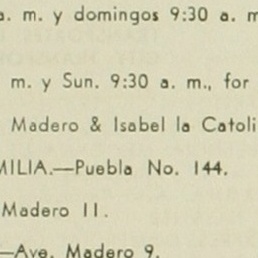 a. m. y domingos 9:30 a. m
m. y Sun. 9:30 a. m., for
Madero & Isabel la Catoli
MILIA.—Puebla No. 144.
Madero 11.
—Ave. Madero 9.